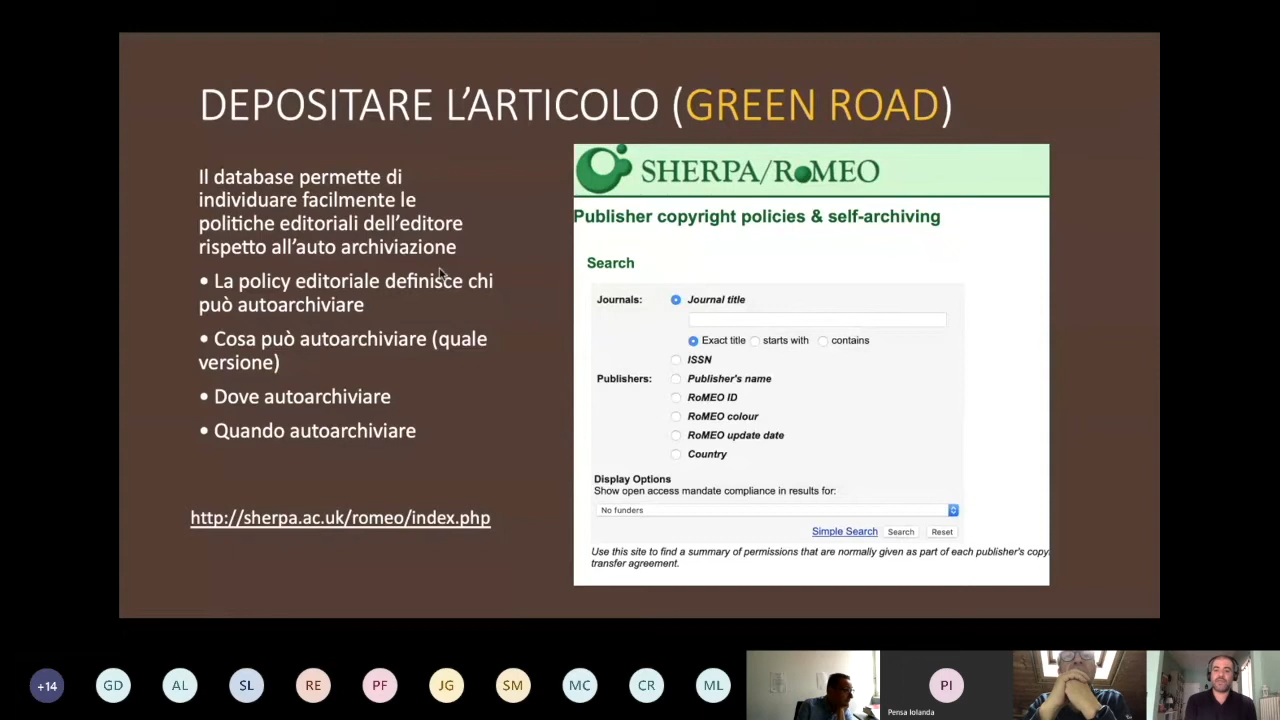 DEPOSITARE L'ARTICOLO (GREEN ROAD)
Il database permette di
individuare facilmente le
politiche editoriali dell'editore
rispetto all'auto archiviazione
• La policy editoriale definisce chi
può autoarchiviare
• Cosa può autoarchiviare (quale
versione)
• Dove autoarchiviare
• Quando autoarchiviare
http://sherpa.ac.uk/romeo/index.php
SHERPA/RoMEO
Publisher copyright policies & self-archiving
Search
Journals: Journal title
Exact title starts with contains
ISSN
Publishers: Publisher's name
RoMEO ID
RoMEO colour
RoMEO update date
Country
Display Options
Show open access mandate compliance in results for:
No funders
Simple Search Search Reset
Use this site to find a summary of permissions that are normally given as part of each publisher's copy
transfer agreement.
+14 GD AL SL RE PF JG SM MC CR ML PI
Pensa Iolanda